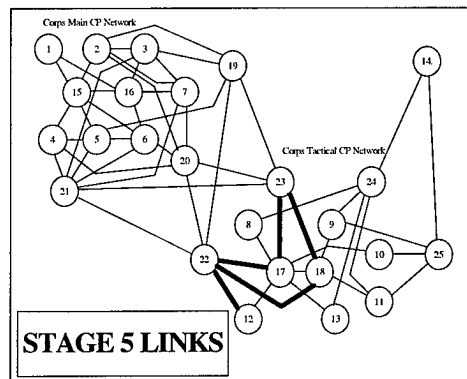 Corps Main CP Network
1 2 3
19
14
15 16 7
4 5 6
20
Corps Tactical CP Network
21
23 24
8 9
22
17 18 10 25
11
12 13
STAGE 5 LINKS